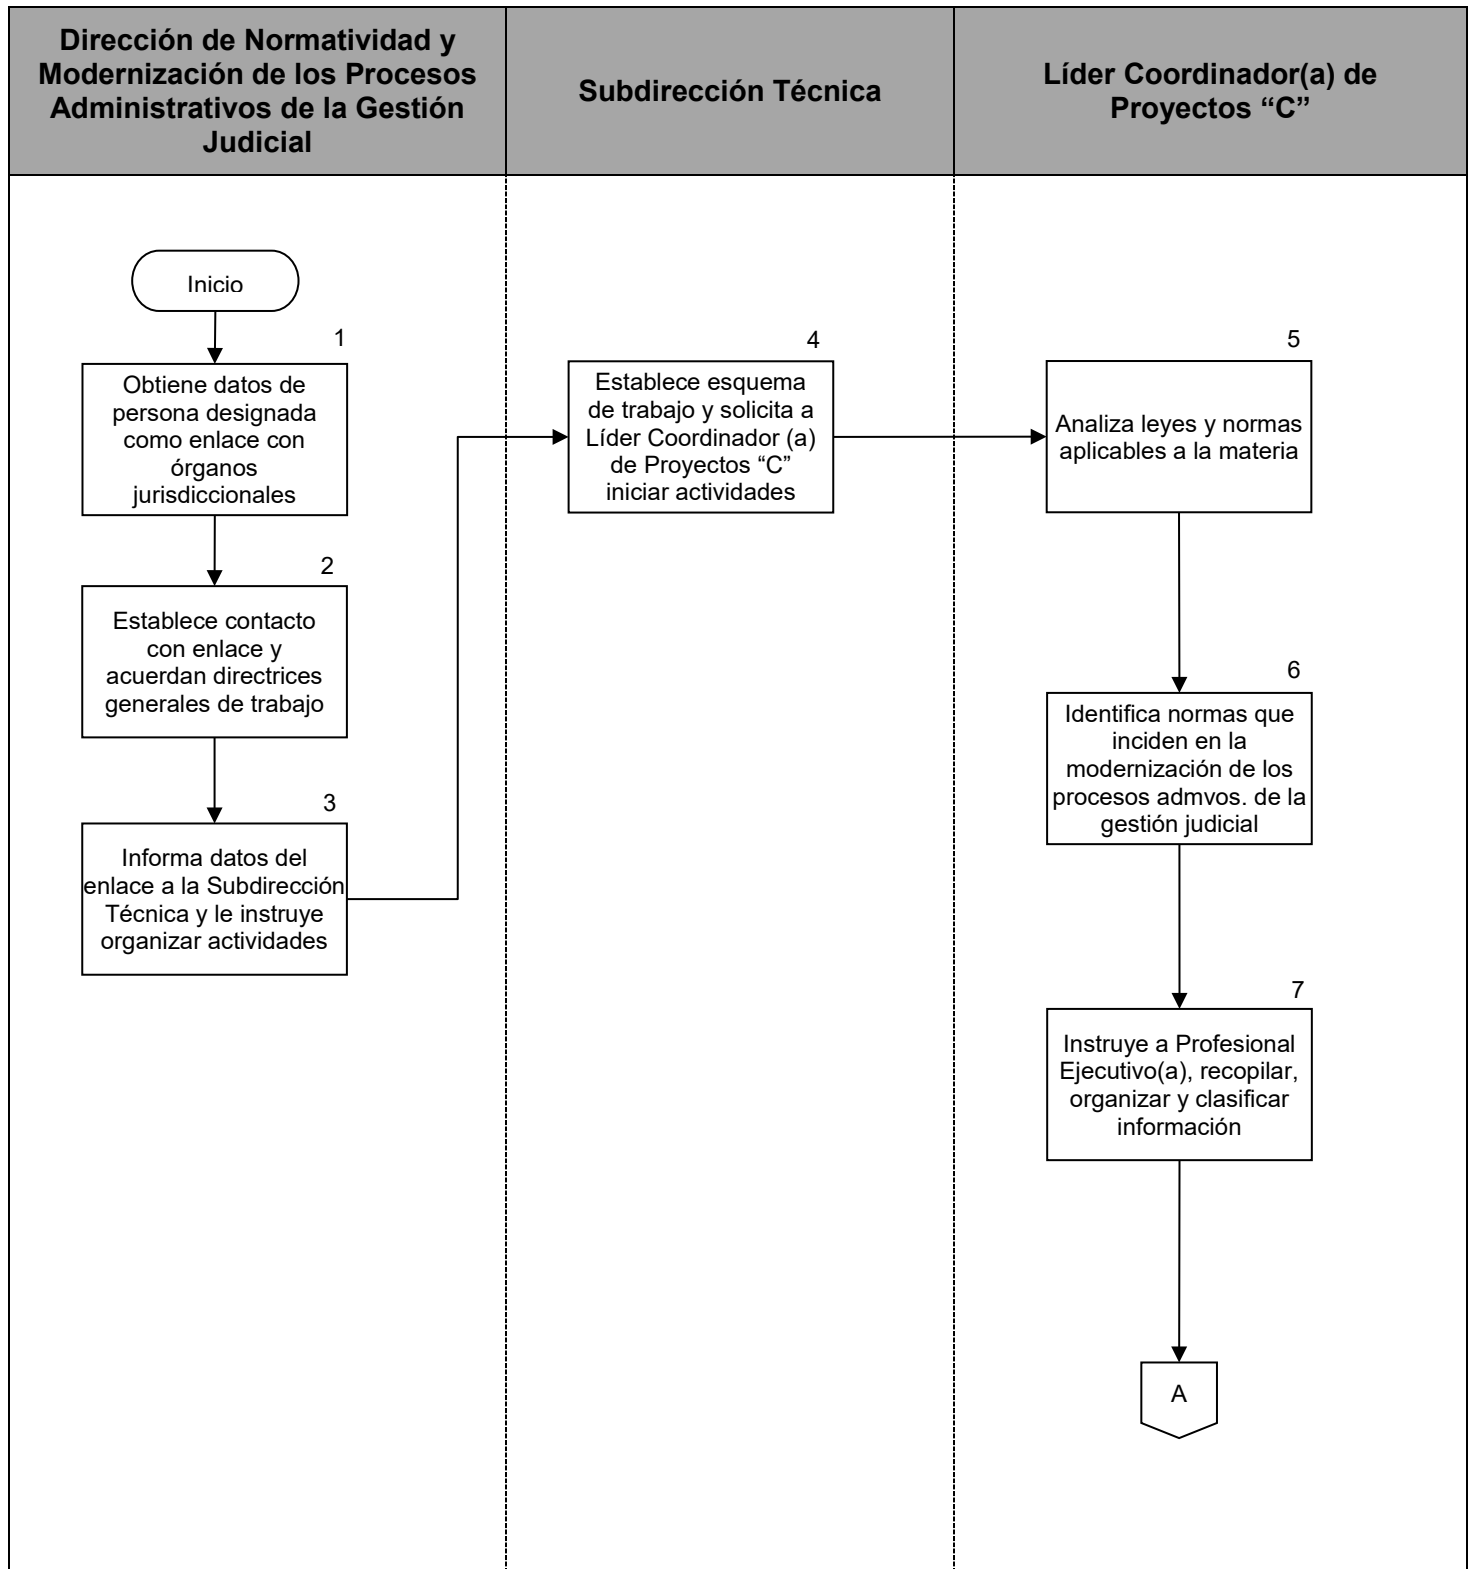 Dirección de Normatividad y
Modernización de los Procesos
Administrativos de la Gestión
Judicial
Subdirección Técnica
Líder Coordinador(a) de
Proyectos “C”
Inicio
1
Obtiene datos de
persona designada
como enlace con
órganos
jurisdiccionales
2
Establece contacto
con enlace y
acuerdan directrices
generales de trabajo
3
Informa datos del
enlace a la Subdirección
Técnica y le instruye
organizar actividades
4
Establece esquema
de trabajo y solicita a
Líder Coordinador (a)
de Proyectos “C”
iniciar actividades
5
Analiza leyes y normas
aplicables a la materia
6
Identifica normas que
inciden en la
modernización de los
procesos admvos. de la
gestión judicial
7
Instruye a Profesional
Ejecutivo(a), recopilar,
organizar y clasificar
información
A